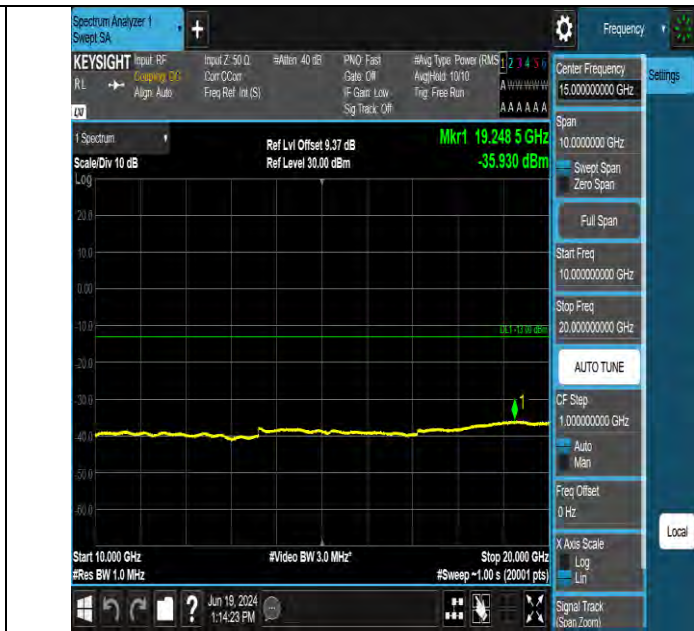 Spectrum Analyzer 1
Swept SA
+
Frequency
KEYSIGHT
RL
Input: RF
Coupling: DC
Align: Auto
Input Z: 50 Ω
Corr CCorr
Freq Ref: Int (S)
#Atten: 40 dB
PNO: Fast
Gate: Off
IF Gain: Low
Sig Track: Off
#Avg Type: Power (RMS
Avg|Hold: 10/10
Trig: Free Run
1 2 3 4 5 6
A W W W W W
A A A A A A
LXI
1 Spectrum
Scale/Div 10 dB
Ref Lvl Offset 9.37 dB
Ref Level 30.00 dBm
Mkr1 19.248 5 GHz
-35.930 dBm
Log
20.0
10.0
0.00
-10.0
DL1 -13.00 dBm
-20.0
-30.0
1
-40.0
-50.0
-60.0
Start 10.000 GHz
#Res BW 1.0 MHz
#Video BW 3.0 MHz*
Stop 20.000 GHz
#Sweep ~1.00 s (20001 pts)
?
Jun 19, 2024
1:14:23 PM
Center Frequency
15.000000000 GHz
Settings
Span
10.0000000 GHz
Swept Span
Zero Span
Full Span
Start Freq
10.000000000 GHz
Stop Freq
20.000000000 GHz
AUTO TUNE
CF Step
1.000000000 GHz
Auto
Man
Freq Offset
0 Hz
Local
X Axis Scale
Log
Lin
Signal Track
(Span Zoom)